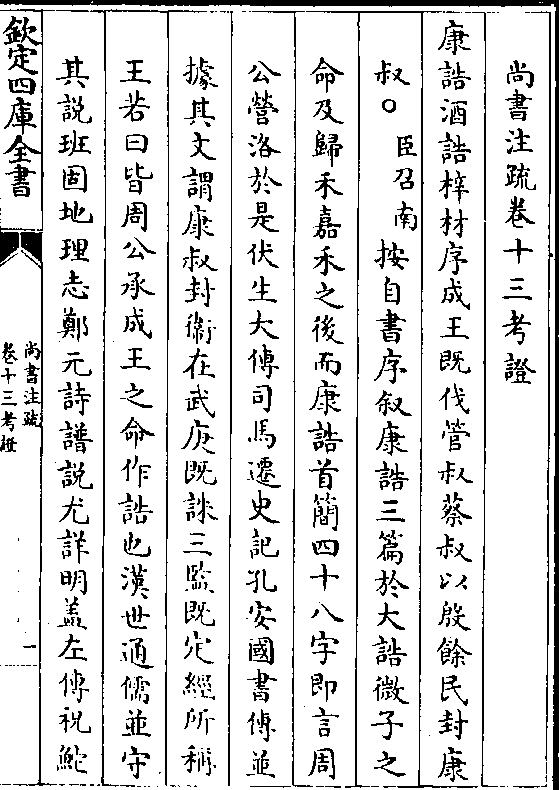 尚書注疏卷十三考證
康誥酒誥梓材序成王既伐管叔蔡叔以殷餘民封康
叔○臣召南按自書序叙康誥三篇於大誥微子之
命及歸禾嘉禾之後而康誥首簡四十八字即言周
公營洛於是伏生大傳司馬遷史記孔安國書傳並
據其文謂康叔封衛在武庚既誅三監既定經所稱
王若曰皆周公承成王之命作誥也漢世通儒並守
其說班固地理志鄭元詩譜說尤詳明盖左傳祝鮀
欽定四庫全書
尚書注疏
卷十三考證
一